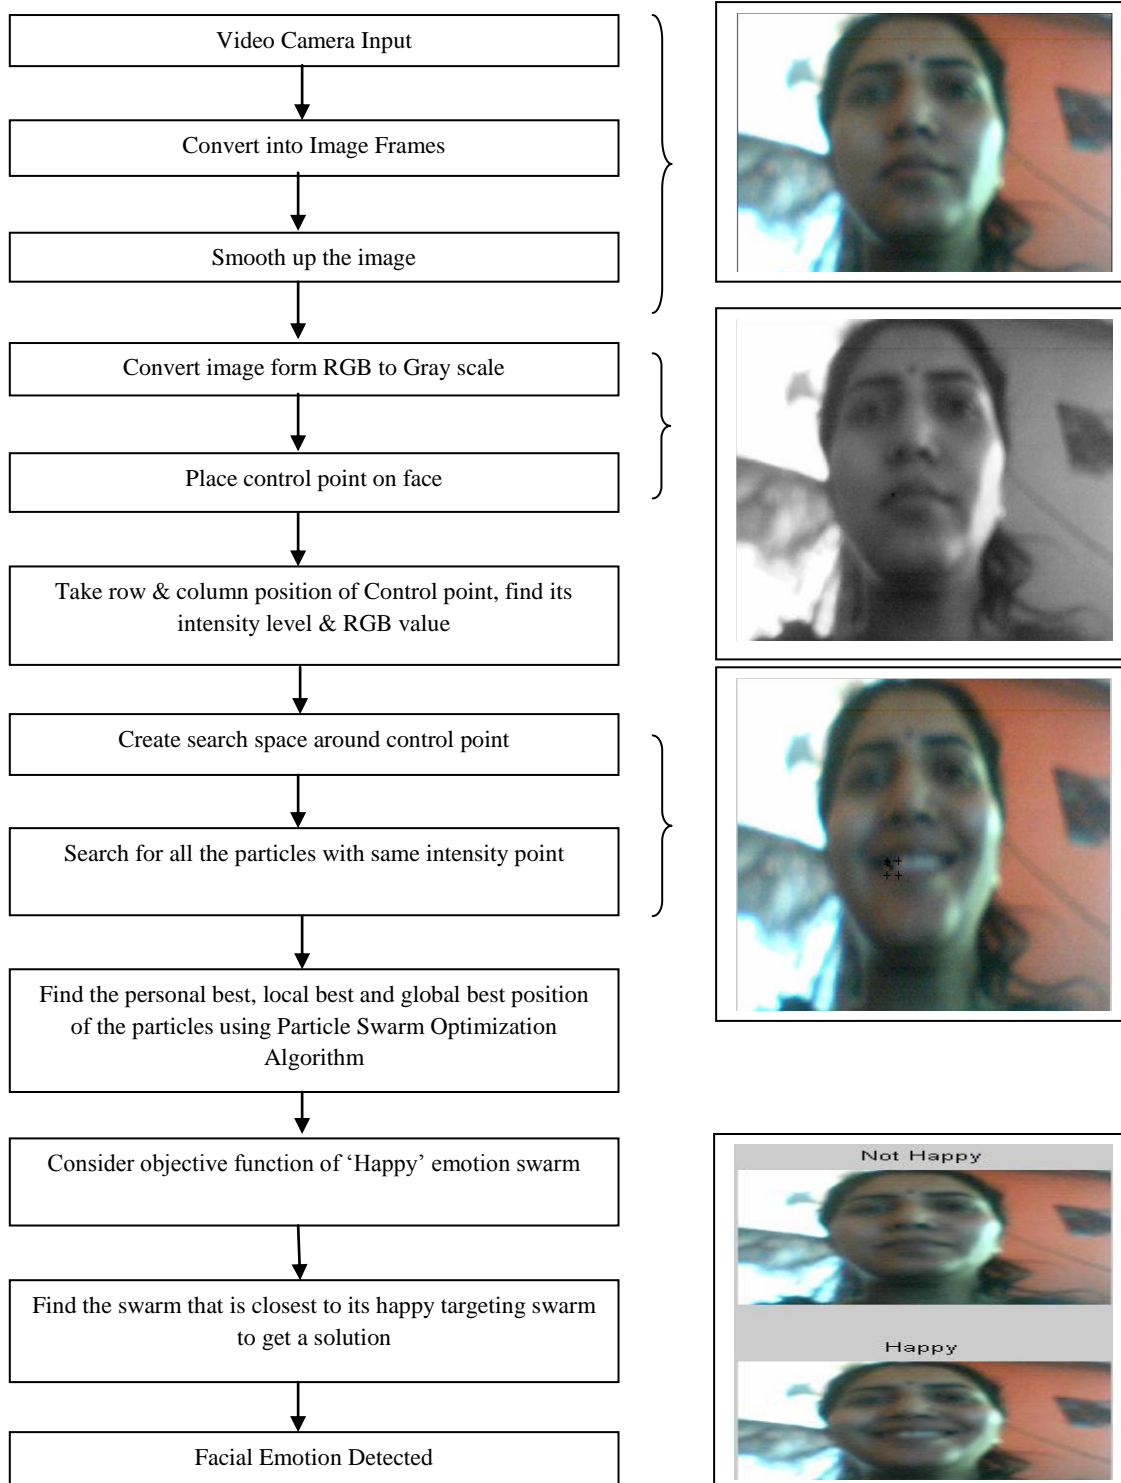 Video Camera Input
Convert into Image Frames
Smooth up the image
Convert image form RGB to Gray scale
Place control point on face
Take row & column position of Control point, find its
intensity level & RGB value
Create search space around control point
Search for all the particles with same intensity point
Find the personal best, local best and global best position
of the particles using Particle Swarm Optimization
Algorithm
Consider objective function of ‘Happy’ emotion swarm
Find the swarm that is closest to its happy targeting swarm
to get a solution
Facial Emotion Detected
Not Happy
Happy